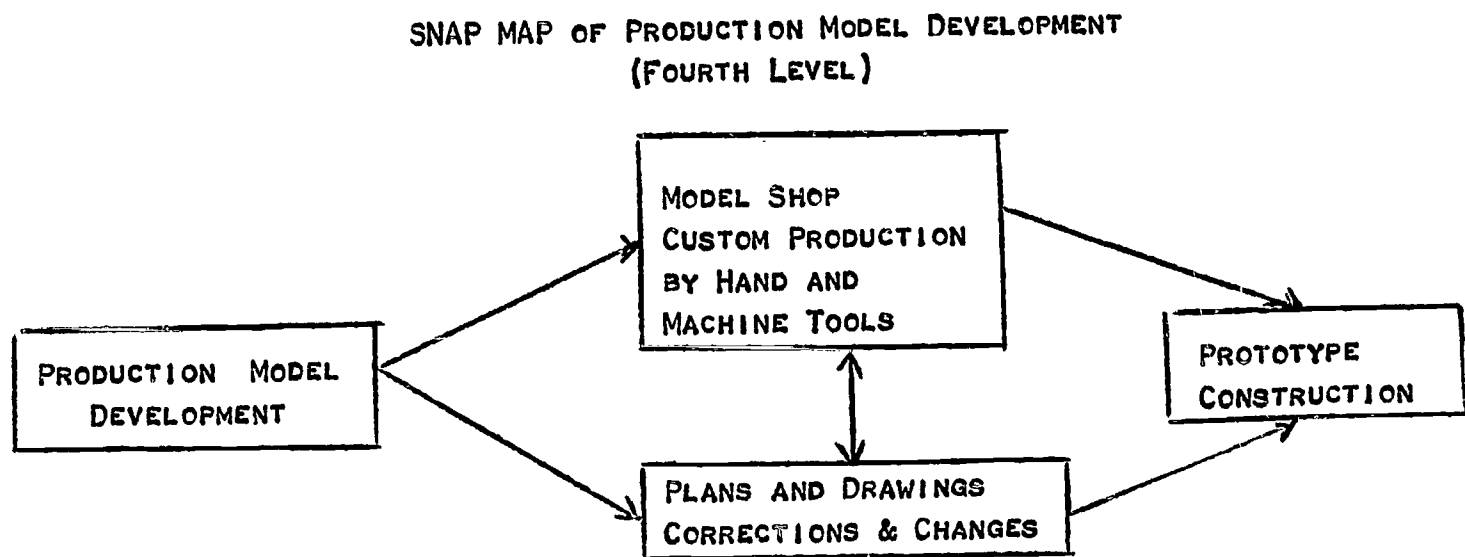 SNAP MAP OF PRODUCTION MODEL DEVELOPMENT
(FOURTH LEVEL)
MODEL SHOP
CUSTOM PRODUCTION
BY HAND AND
MACHINE TOOLS
PRODUCTION MODEL
DEVELOPMENT
PROTOTYPE
CONSTRUCTION
PLANS AND DRAWINGS
CORRECTIONS & CHANGES